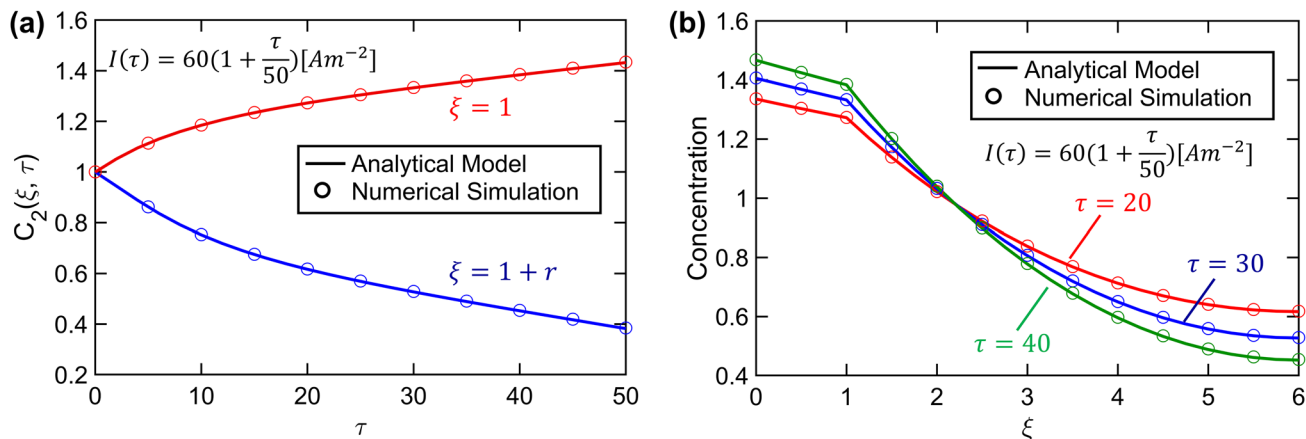 (a)
1.6
1.4
1.2
1
0.8
0.6
0.4
0.2
C₂(ξ, τ)
I(τ) = 60(1 + τ/50)[Am⁻²]
ξ = 1
Analytical Model
Numerical Simulation
ξ = 1 + r
0 10 20 30 40 50
τ
(b)
1.6
1.4
1.2
1
0.8
0.6
0.4
Concentration
Analytical Model
Numerical Simulation
I(τ) = 60(1 + τ/50)[Am⁻²]
τ = 20
τ = 30
τ = 40
0 1 2 3 4 5 6
ξ